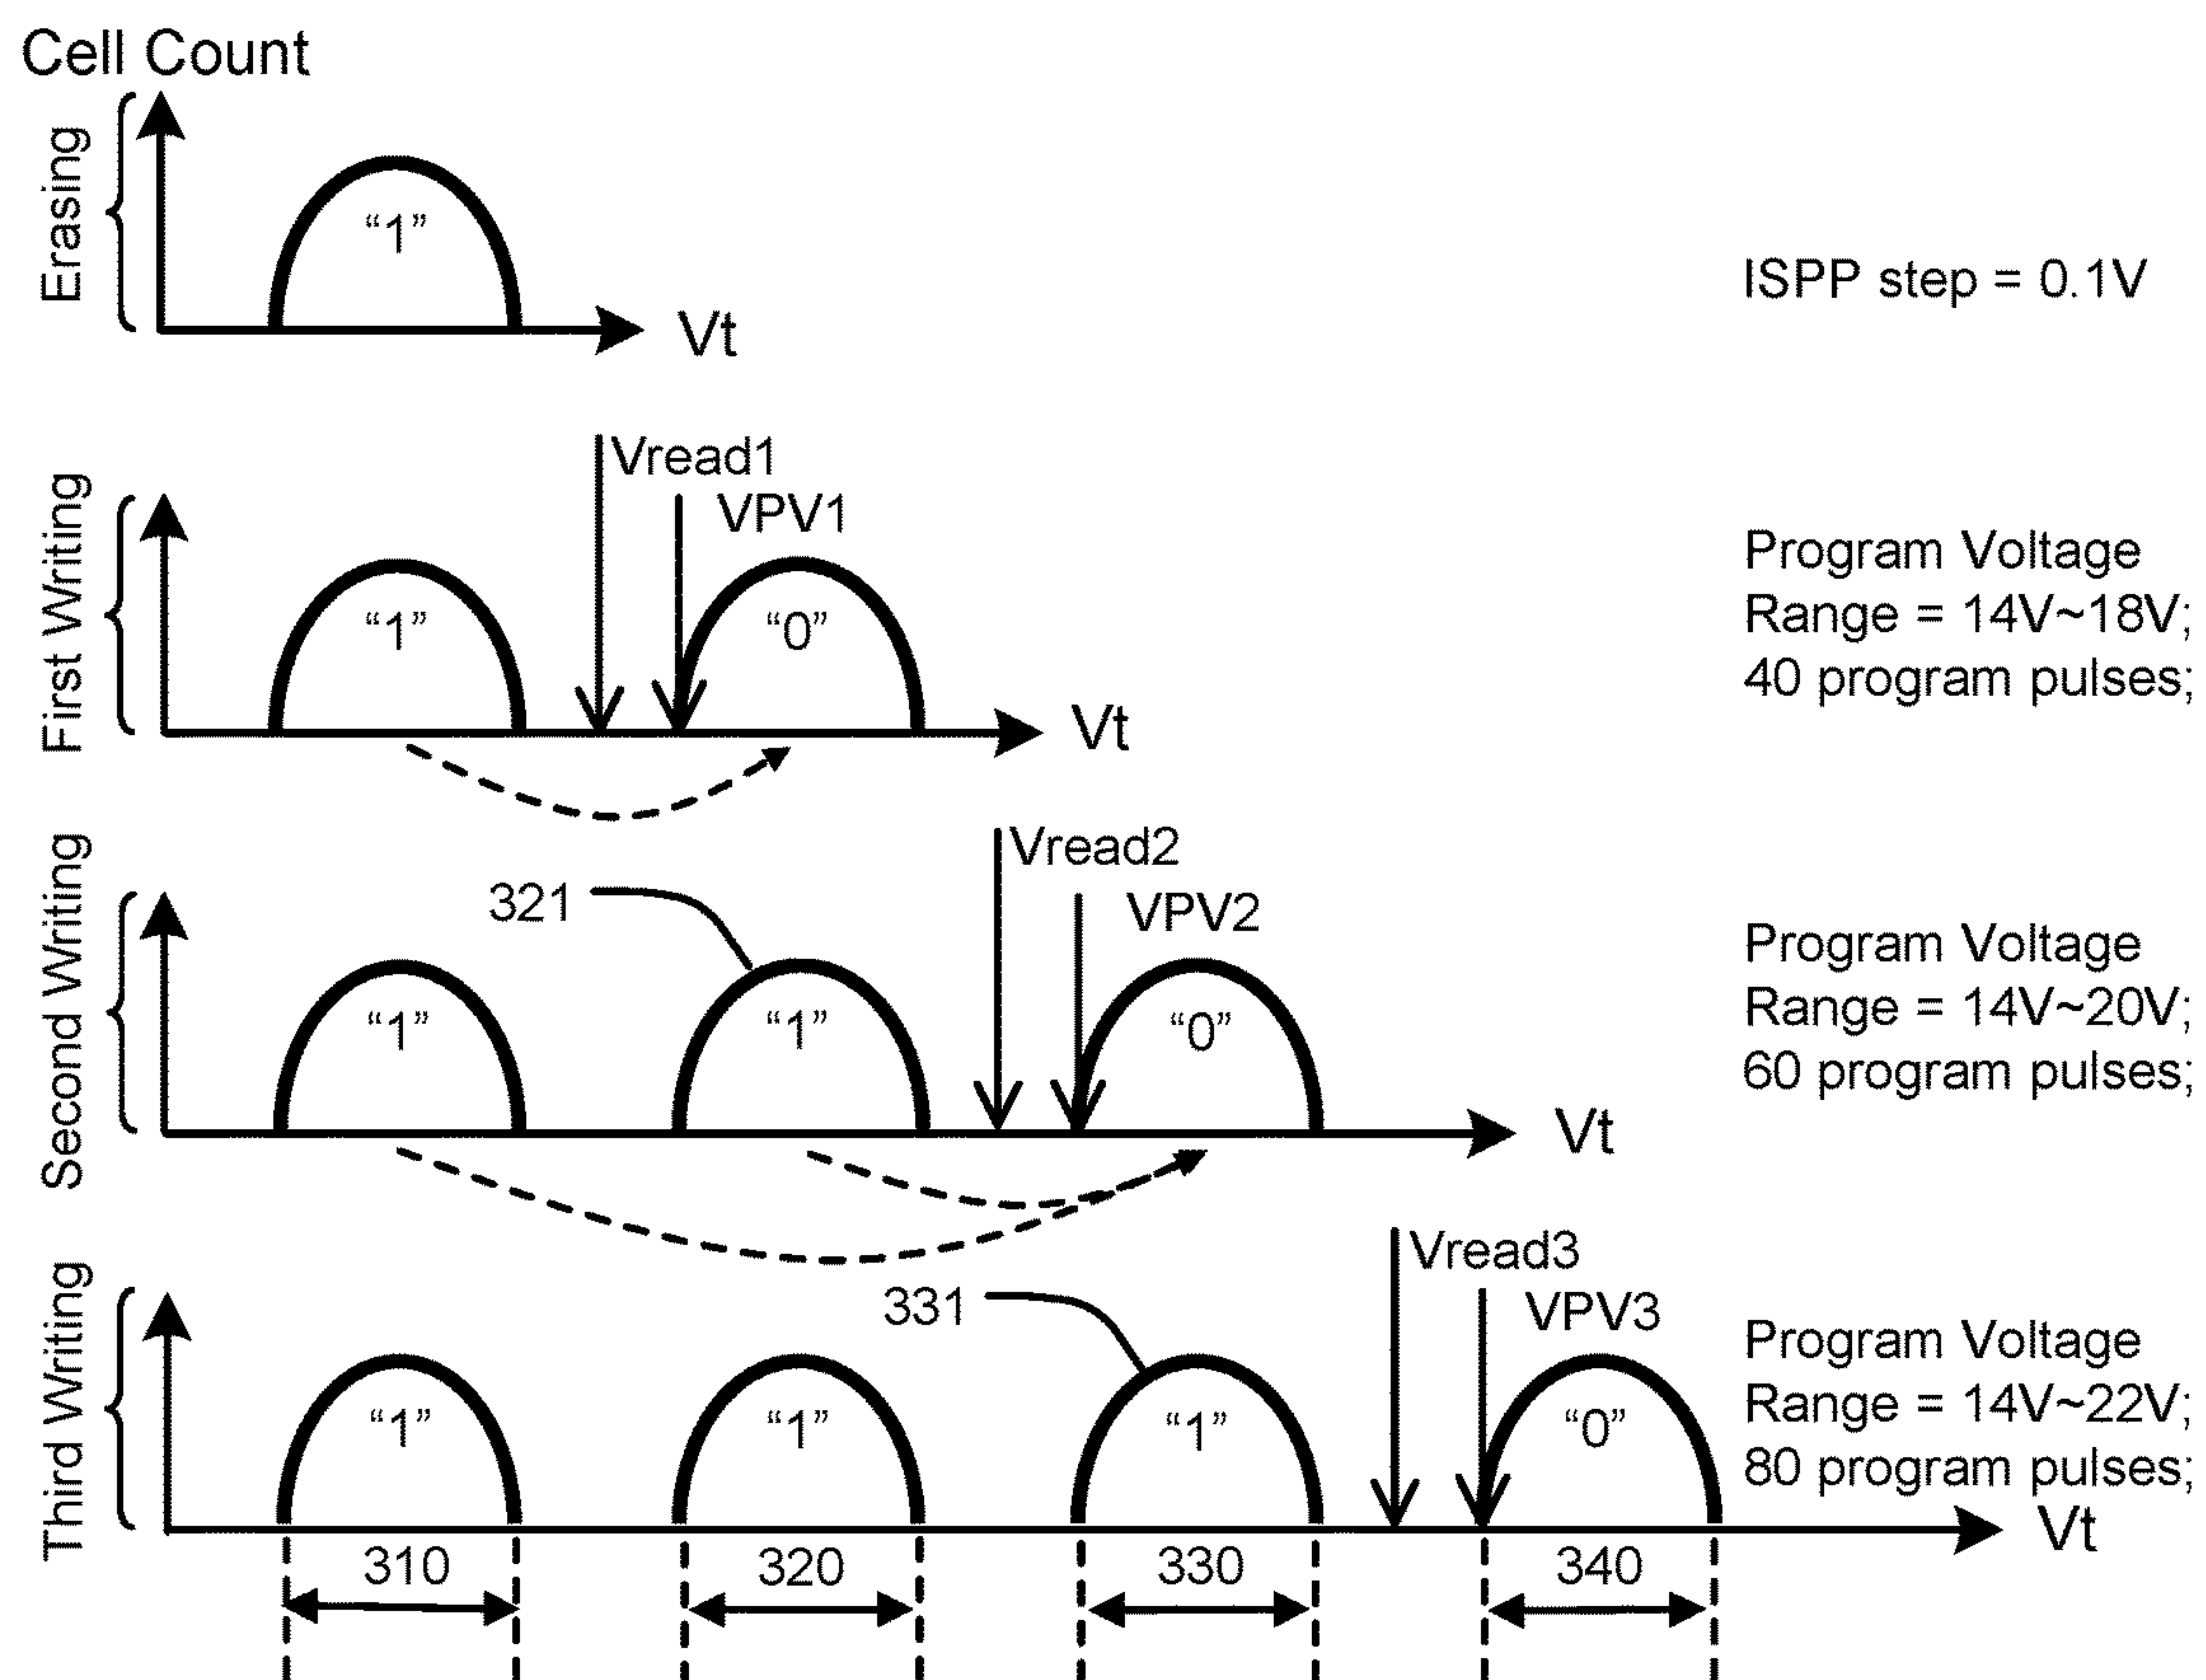 Cell Count
Erasing
“1”
Vt
ISPP step = 0.1V
First Writing
Vread1
VPV1
“1”
“0”
Vt
Program Voltage
Range = 14V~18V;
40 program pulses;
Second Writing
Vread2
321
VPV2
“1”
“1”
“0”
Vt
Program Voltage
Range = 14V~20V;
60 program pulses;
Third Writing
Vread3
331
VPV3
“1”
“1”
“1”
“0”
Program Voltage
Range = 14V~22V;
80 program pulses;
Vt
310
320
330
340